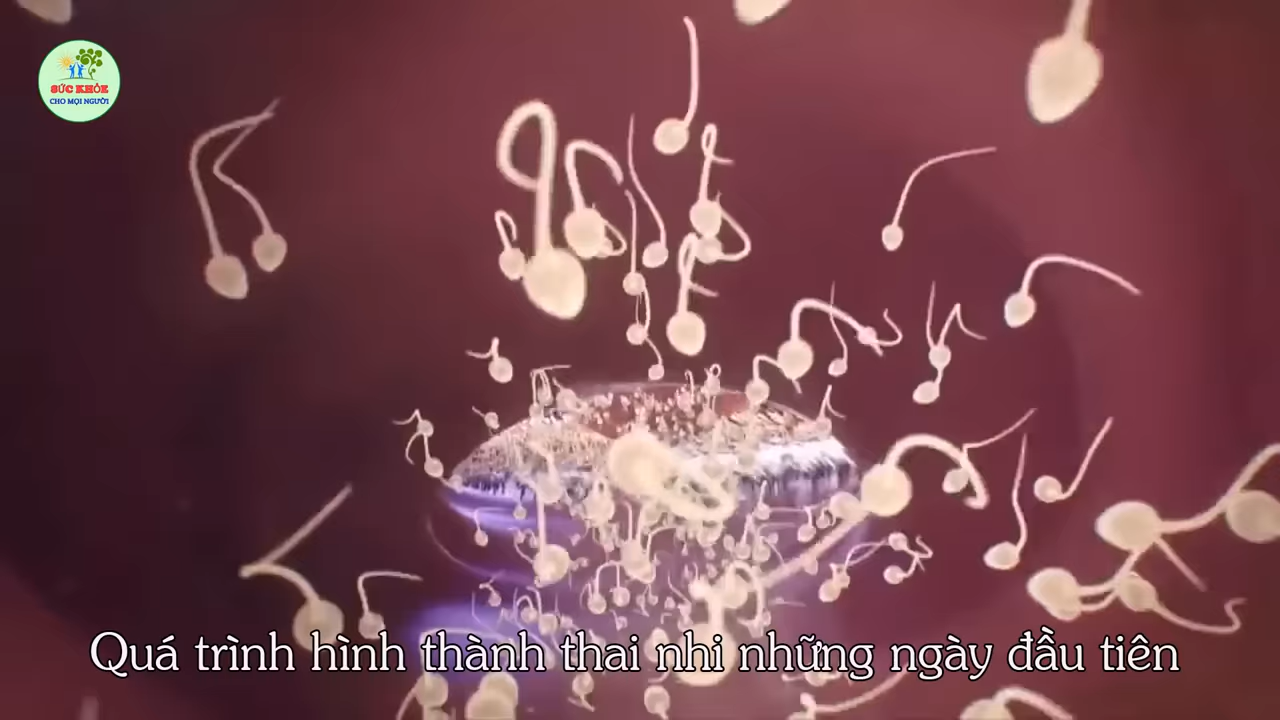 SỨC KHỎE
CHO MỌI NGƯỜI
Quá trình hình thành thai nhi những ngày đầu tiên